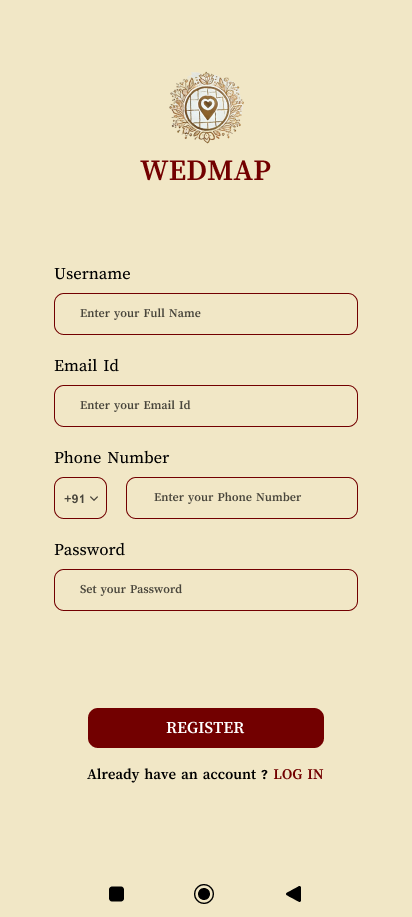 WEDMAP
Username
Enter your Full Name
Email Id
Enter your Email Id
Phone Number
+91 Enter your Phone Number
Password
Set your Password
REGISTER
Already have an account ? LOG IN